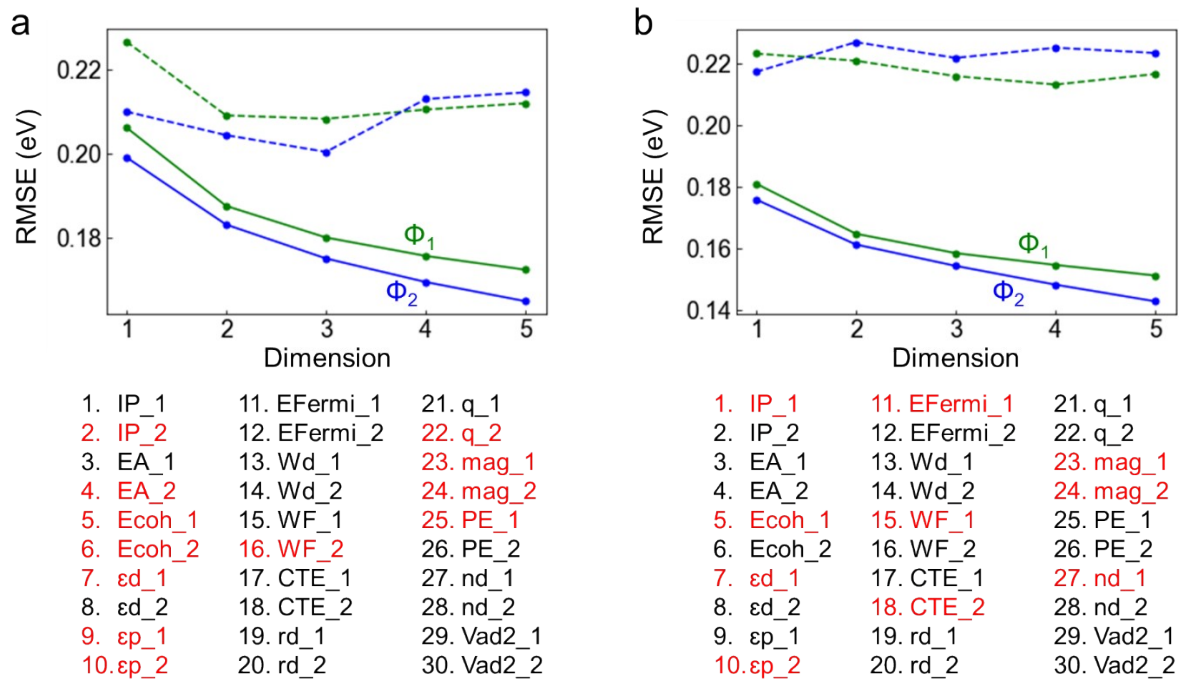 a
0.22
0.20
0.18
RMSE (eV)
Φ1
Φ2
1 2 3 4 5
Dimension
1. IP_1
2. IP_2
3. EA_1
4. EA_2
5. Ecoh_1
6. Ecoh_2
7. εd_1
8. εd_2
9. εp_1
10. εp_2
11. EFermi_1
12. EFermi_2
13. Wd_1
14. Wd_2
15. WF_1
16. WF_2
17. CTE_1
18. CTE_2
19. rd_1
20. rd_2
21. q_1
22. q_2
23. mag_1
24. mag_2
25. PE_1
26. PE_2
27. nd_1
28. nd_2
29. Vad2_1
30. Vad2_2
b
0.22
0.20
0.18
0.16
0.14
RMSE (eV)
Φ1
Φ2
1 2 3 4 5
Dimension
1. IP_1
2. IP_2
3. EA_1
4. EA_2
5. Ecoh_1
6. Ecoh_2
7. εd_1
8. εd_2
9. εp_1
10. εp_2
11. EFermi_1
12. EFermi_2
13. Wd_1
14. Wd_2
15. WF_1
16. WF_2
17. CTE_1
18. CTE_2
19. rd_1
20. rd_2
21. q_1
22. q_2
23. mag_1
24. mag_2
25. PE_1
26. PE_2
27. nd_1
28. nd_2
29. Vad2_1
30. Vad2_2